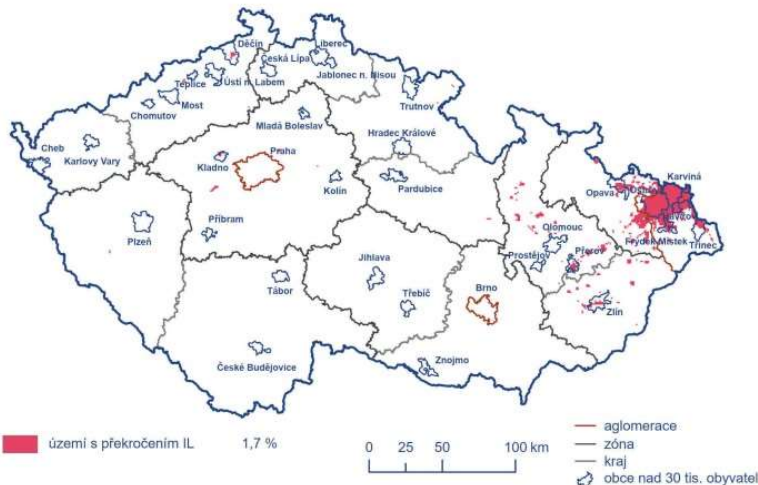 Děčín
Liberec
Česká Lípa
Jablonec n. Nisou
Teplice
Ústí n. Labem
Most
Chomutov
Trutnov
Mladá Boleslav
Cheb
Karlovy Vary
Hradec Králové
Praha
Kladno
Kolín
Pardubice
Karviná
Opava
Příbram
Plzeň
Olomouc
Frýdek Místek
Třinec
Prostějov
Přerov
Jihlava
Tábor
Třebíč
Brno
Zlín
České Budějovice
Znojmo
území s překročením IL 1,7 %
0 25 50 100 km
aglomerace
zóna
kraj
obce nad 30 tis. obyvatel